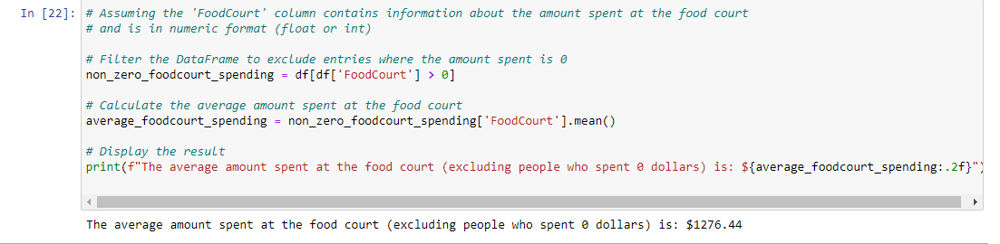 In [22]: # Assuming the 'FoodCourt' column contains information about the amount spent at the food court
# and is in numeric format (float or int)
# Filter the DataFrame to exclude entries where the amount spent is 0
non_zero_foodcourt_spending = df[df['FoodCourt'] > 0]
# Calculate the average amount spent at the food court
average_foodcourt_spending = non_zero_foodcourt_spending['FoodCourt'].mean()
# Display the result
print(f"The average amount spent at the food court (excluding people who spent 0 dollars) is: ${average_foodcourt_spending:.2f}")
The average amount spent at the food court (excluding people who spent 0 dollars) is: $1276.44